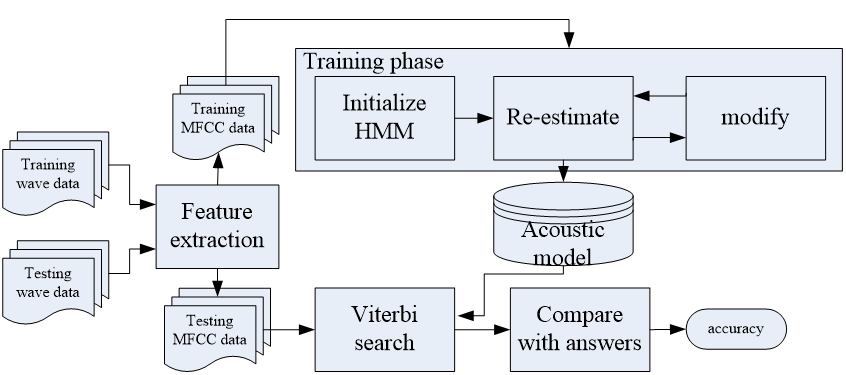 Training phase
Training
MFCC data
Initialize
HMM
Re-estimate
modify
Training
wave data
Feature
extraction
Acoustic
model
Testing
wave data
Testing
MFCC data
Viterbi
search
Compare
with answers
accuracy